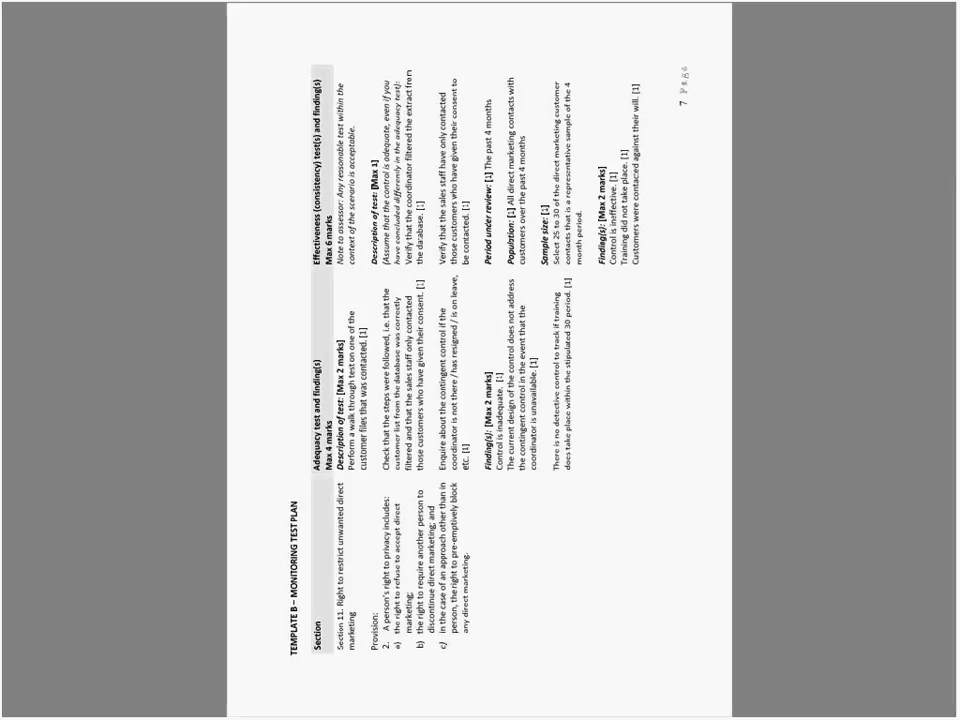 TEMPLATE B – MONITORING TEST PLAN
Section
Section 11. Right to restrict unwanted direct
marketing
Provision:
2. A person's right to privacy includes:
a) the right to refuse to accept direct
marketing;
b) the right to require another person to
discontinue direct marketing; and
c) in the case of an approach other than in
person, the right to pre-emptively block
any direct marketing.
Adequacy test and finding(s)
Max 4 marks
Description of test: [Max 2 marks]
Perform a walk through test on one of the
customer files that was contacted. [1]
Check that the steps were followed, i.e. that the
customer list from the database was correctly
filtered and that the sales staff only contacted
those customers who have given their consent. [1]
Enquire about the contingent control if the
coordinator is not there / has resigned / is on leave,
etc. [1]
Finding(s): [Max 2 marks]
Control is inadequate. [1]
The current design of the control does not address
the contingent control in the event that the
coordinator is unavailable. [1]
There is no detective control to track if training
does take place within the stipulated 30 period. [1]
Effectiveness (consistency) test(s) and finding(s)
Max 6 marks
Note to assessor: Any reasonable test within the
context of the scenario is acceptable.
Description of test: [Max 1]
(Assume that the control is adequate, even if you
have concluded differently in the adequacy test):
Verify that the coordinator filtered the extract from
the database. [1]
Verify that the sales staff have only contacted
those customers who have given their consent to
be contacted. [1]
Period under review: [1] The past 4 months
Population: [1] All direct marketing contacts with
customers over the past 4 months
Sample size: [1]
Select 25 to 30 of the direct marketing customer
contacts that is a representative sample of the 4
month period.
Finding(s): [Max 2 marks]
Control is ineffective. [1]
Training did not take place. [1]
Customers were contacted against their will. [1]
7 Page